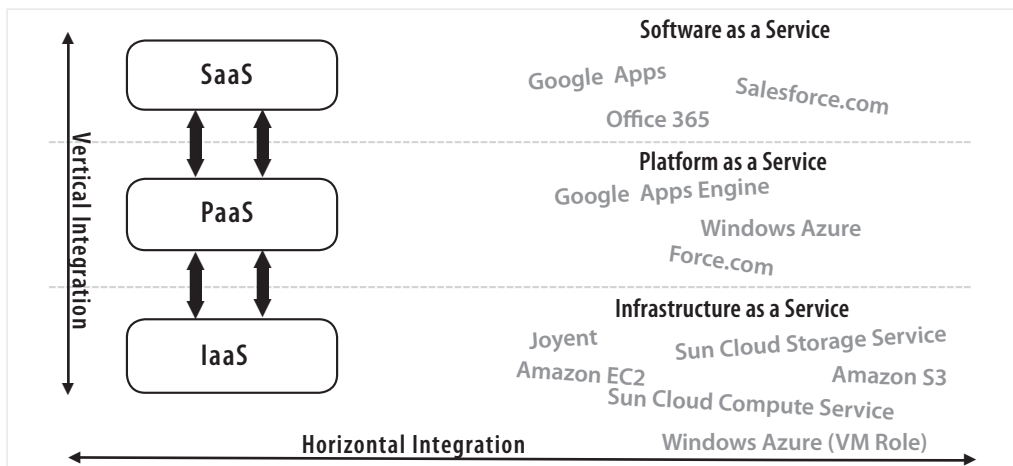 Software as a Service
SaaS
Google Apps
Salesforce.com
Office 365
Vertical Integration
Platform as a Service
PaaS
Google Apps Engine
Windows Azure
Force.com
Infrastructure as a Service
IaaS
Joyent
Sun Cloud Storage Service
Amazon EC2
Amazon S3
Sun Cloud Compute Service
Windows Azure (VM Role)
Horizontal Integration